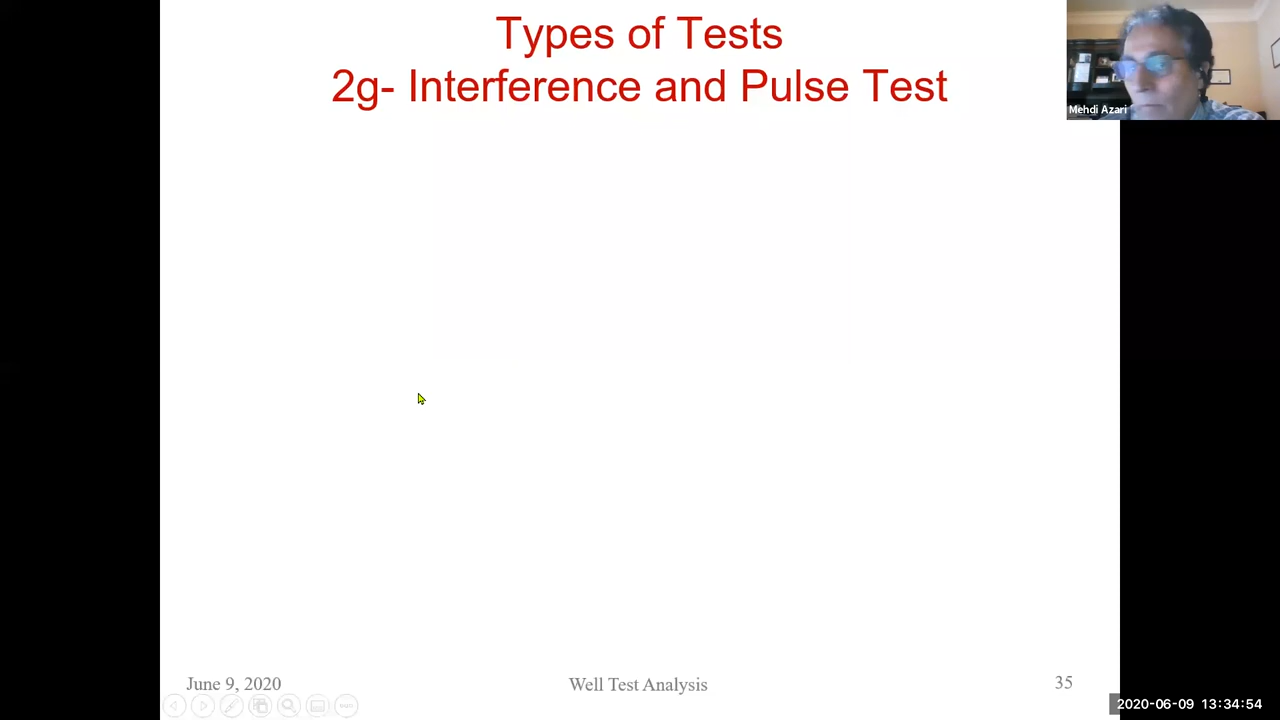 Types of Tests
2g- Interference and Pulse Test
Mehdi Azari
June 9, 2020
Well Test Analysis
35
2020-06-09 13:34:54